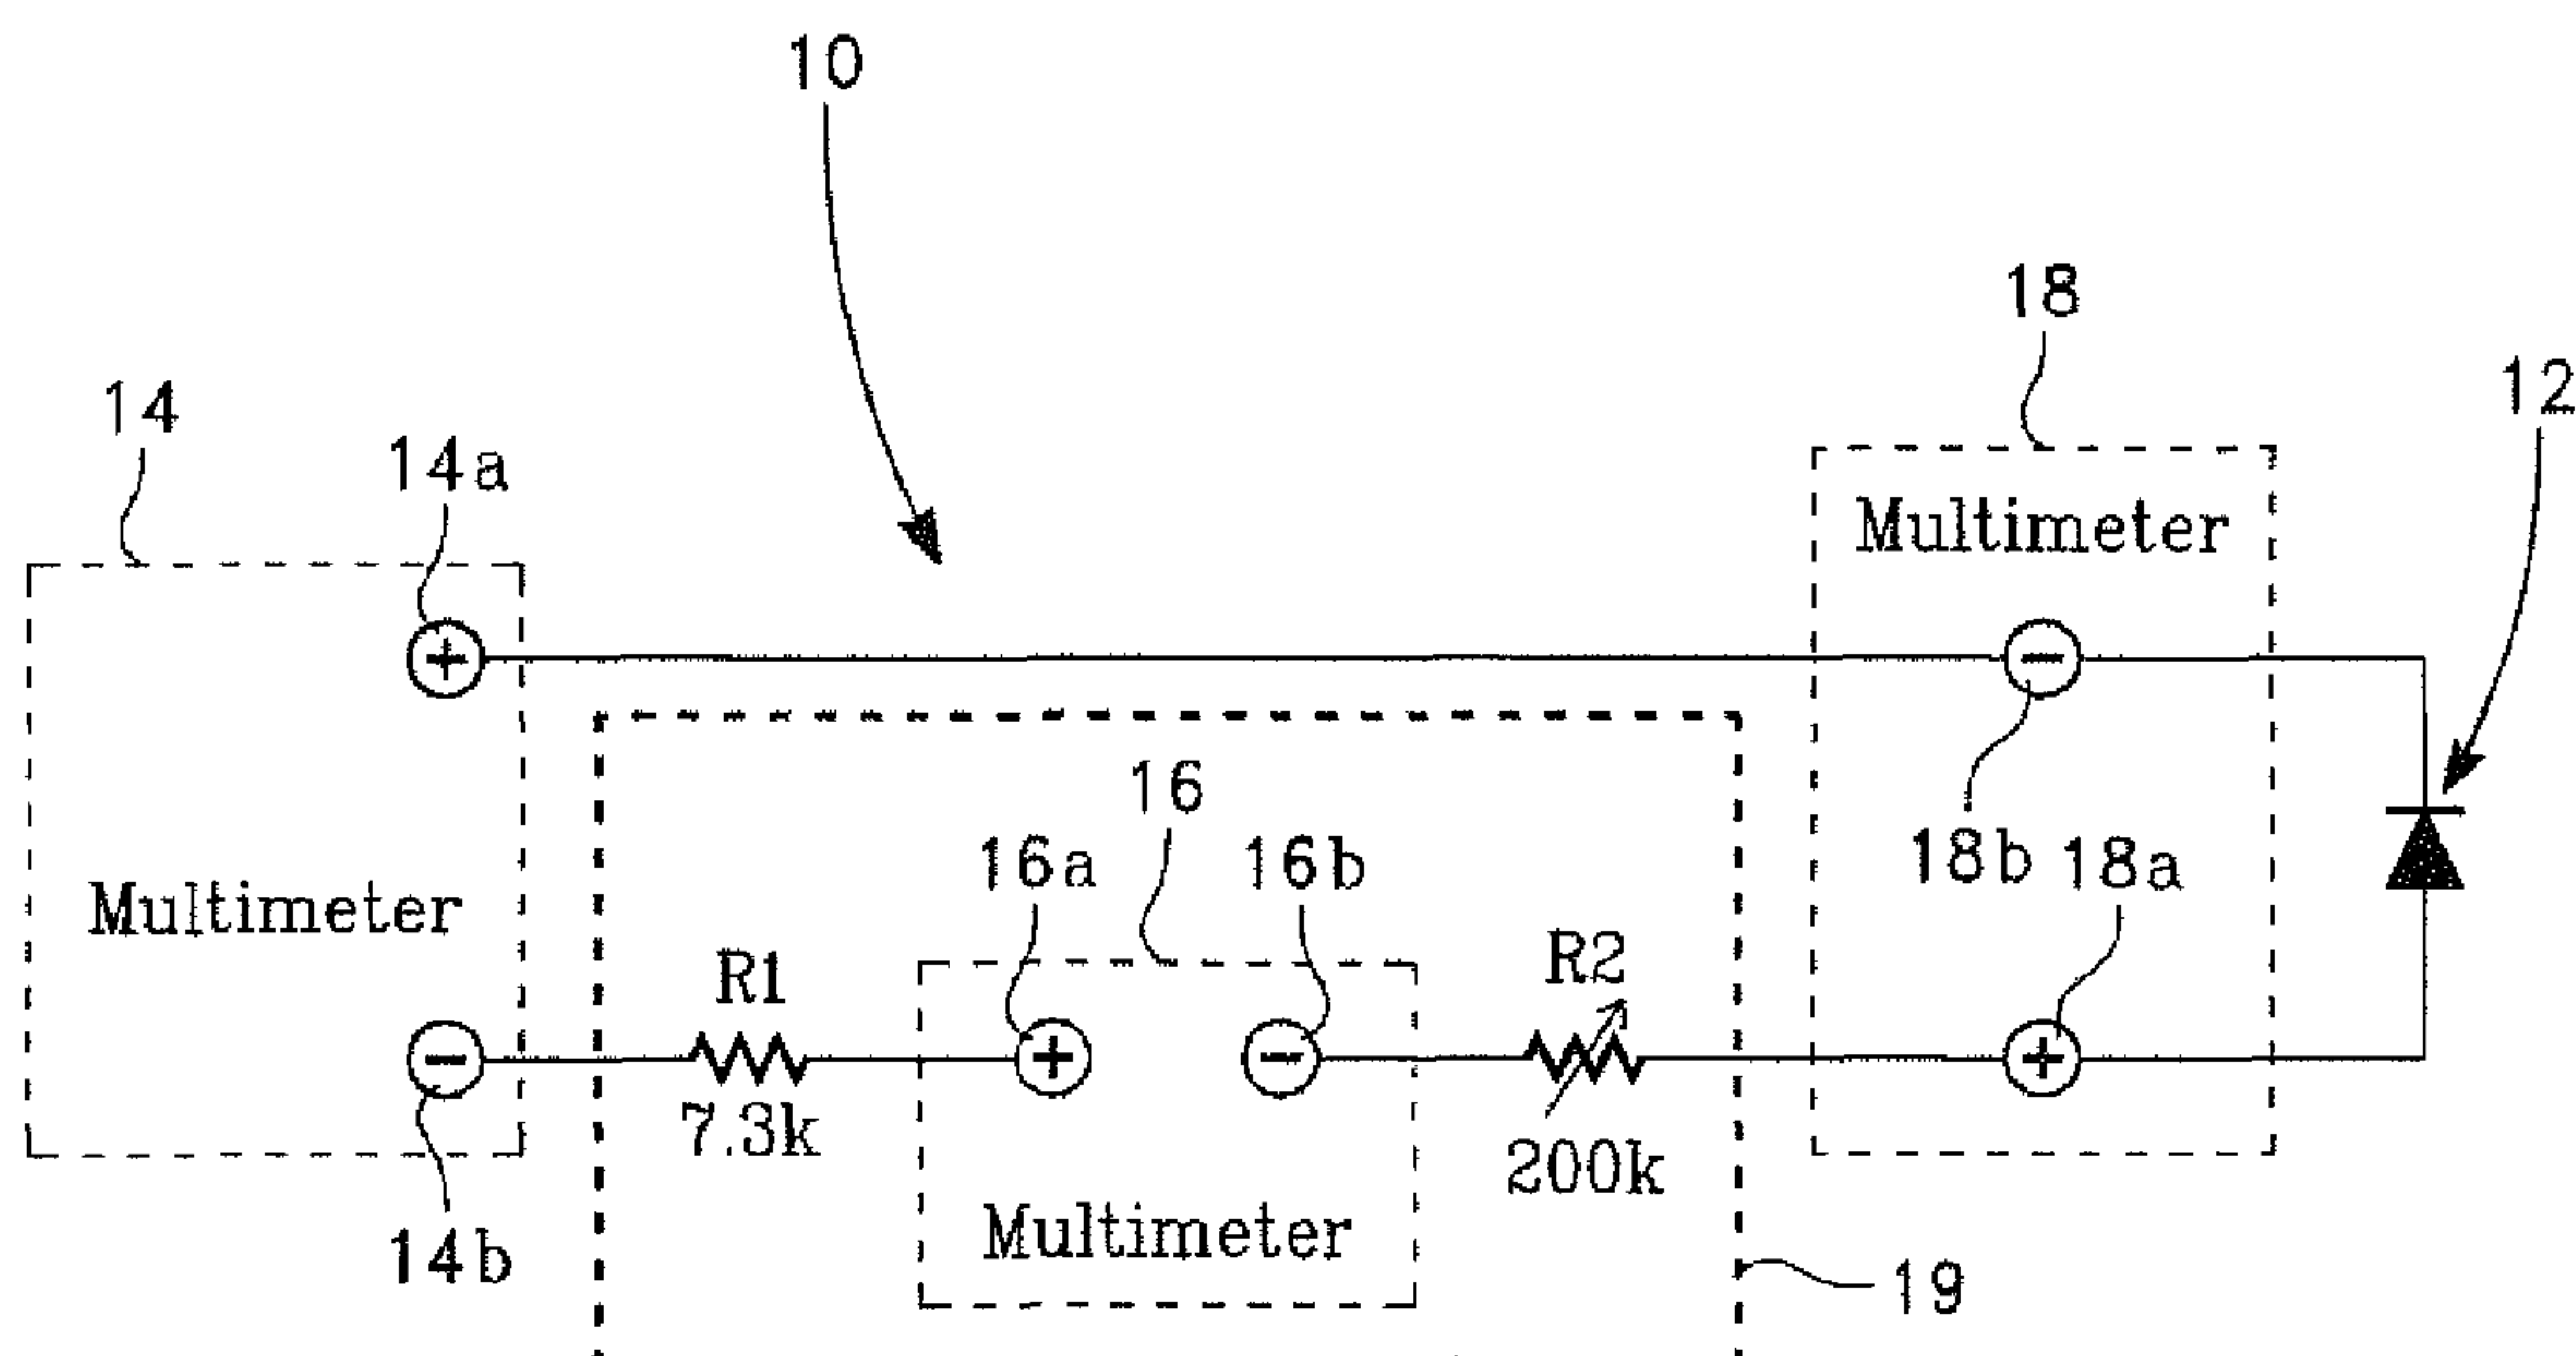 10
18
12
14
14a
Multimeter
+
−
16
18b 18a
16a 16b
Multimeter
R1
R2
−
+
−
+
7.3k
200k
14b
Multimeter
19